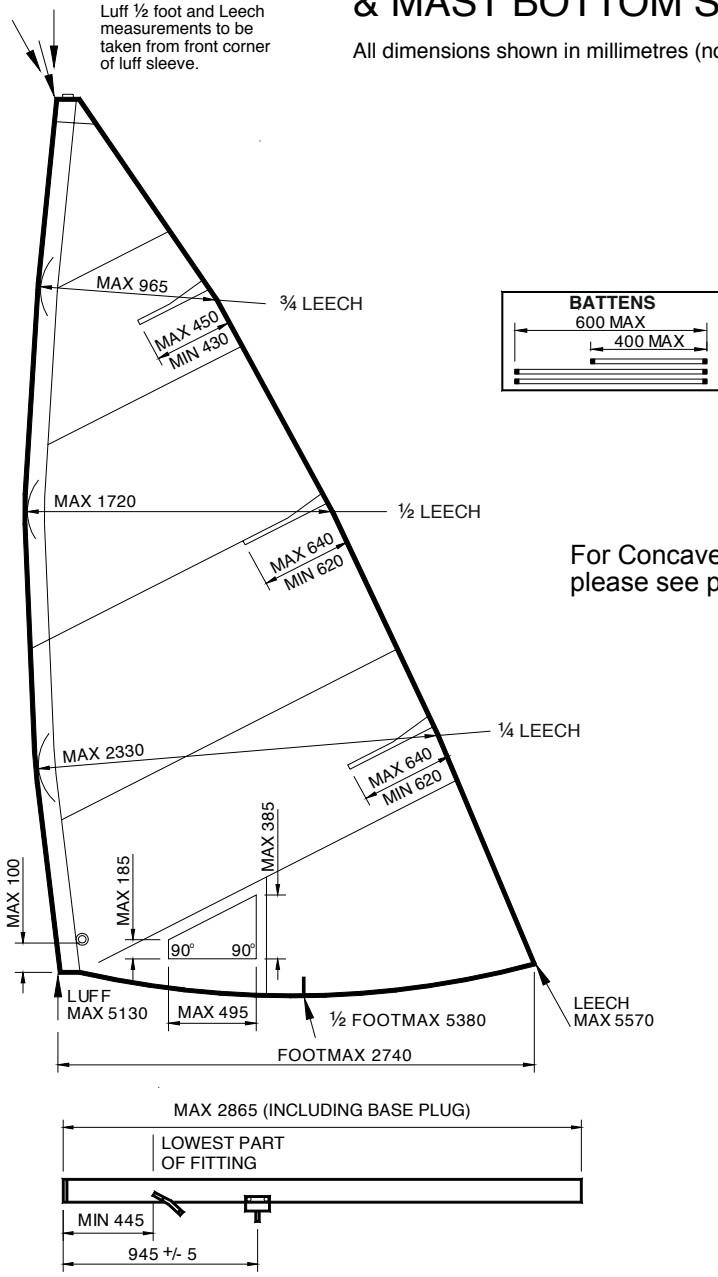 Luff ½ foot and Leech
measurements to be
taken from front corner
of luff sleeve.
& MAST BOTTOM
All dimensions shown in millimetres
MAX 965
¾ LEECH
MAX 450
MIN 430
BATTENS
600 MAX
400 MAX
MAX 1720
½ LEECH
MAX 640
MIN 620
For Concave
please see
MAX 2330
¼ LEECH
MAX 640
MIN 620
MAX 385
MAX 185
MAX 100
90°
90°
LUFF
MAX 5130
MAX 495
½ FOOTMAX 5380
LEECH
MAX 5570
FOOTMAX 2740
MAX 2865 (INCLUDING BASE PLUG)
LOWEST PART
OF FITTING
MIN 445
945 +/- 5